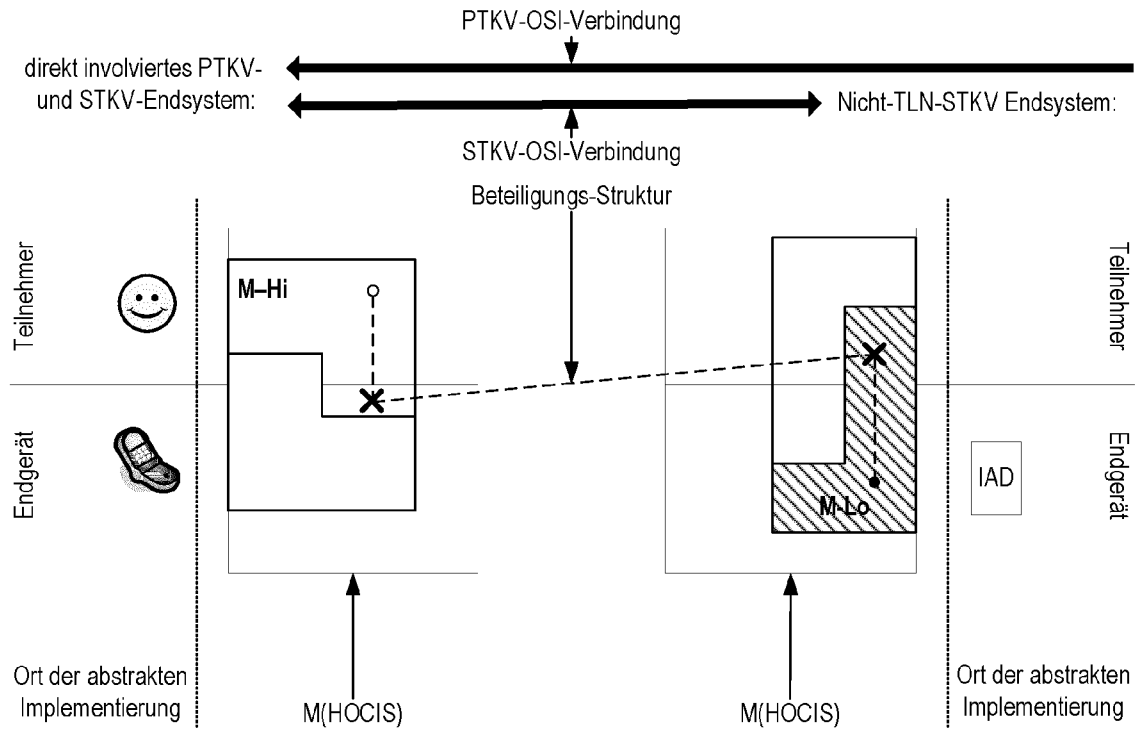 PTKV-OSI-Verbindung
direkt involviertes PTKV-
und STKV-Endsystem:
Nicht-TLN-STKV Endsystem:
STKV-OSI-Verbindung
Beteiligungs-Struktur
Teilnehmer
M–Hi
Teilnehmer
Endgerät
M-Lo
IAD
Endgerät
Ort der abstrakten
Implementierung
M(HOCIS)
M(HOCIS)
Ort der abstrakten
Implementierung